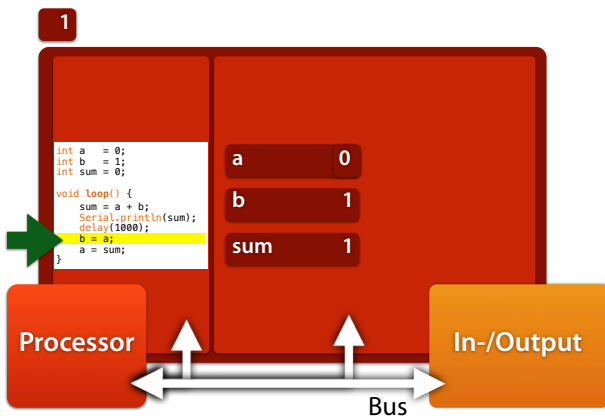 1
int a   = 0;
int b   = 1;
int sum = 0;
void loop() {
    sum = a + b;
    Serial.println(sum);
    delay(1000);
    b = a;
    a = sum;
}
a 0
b 1
sum 1
Processor
In-/Output
Bus